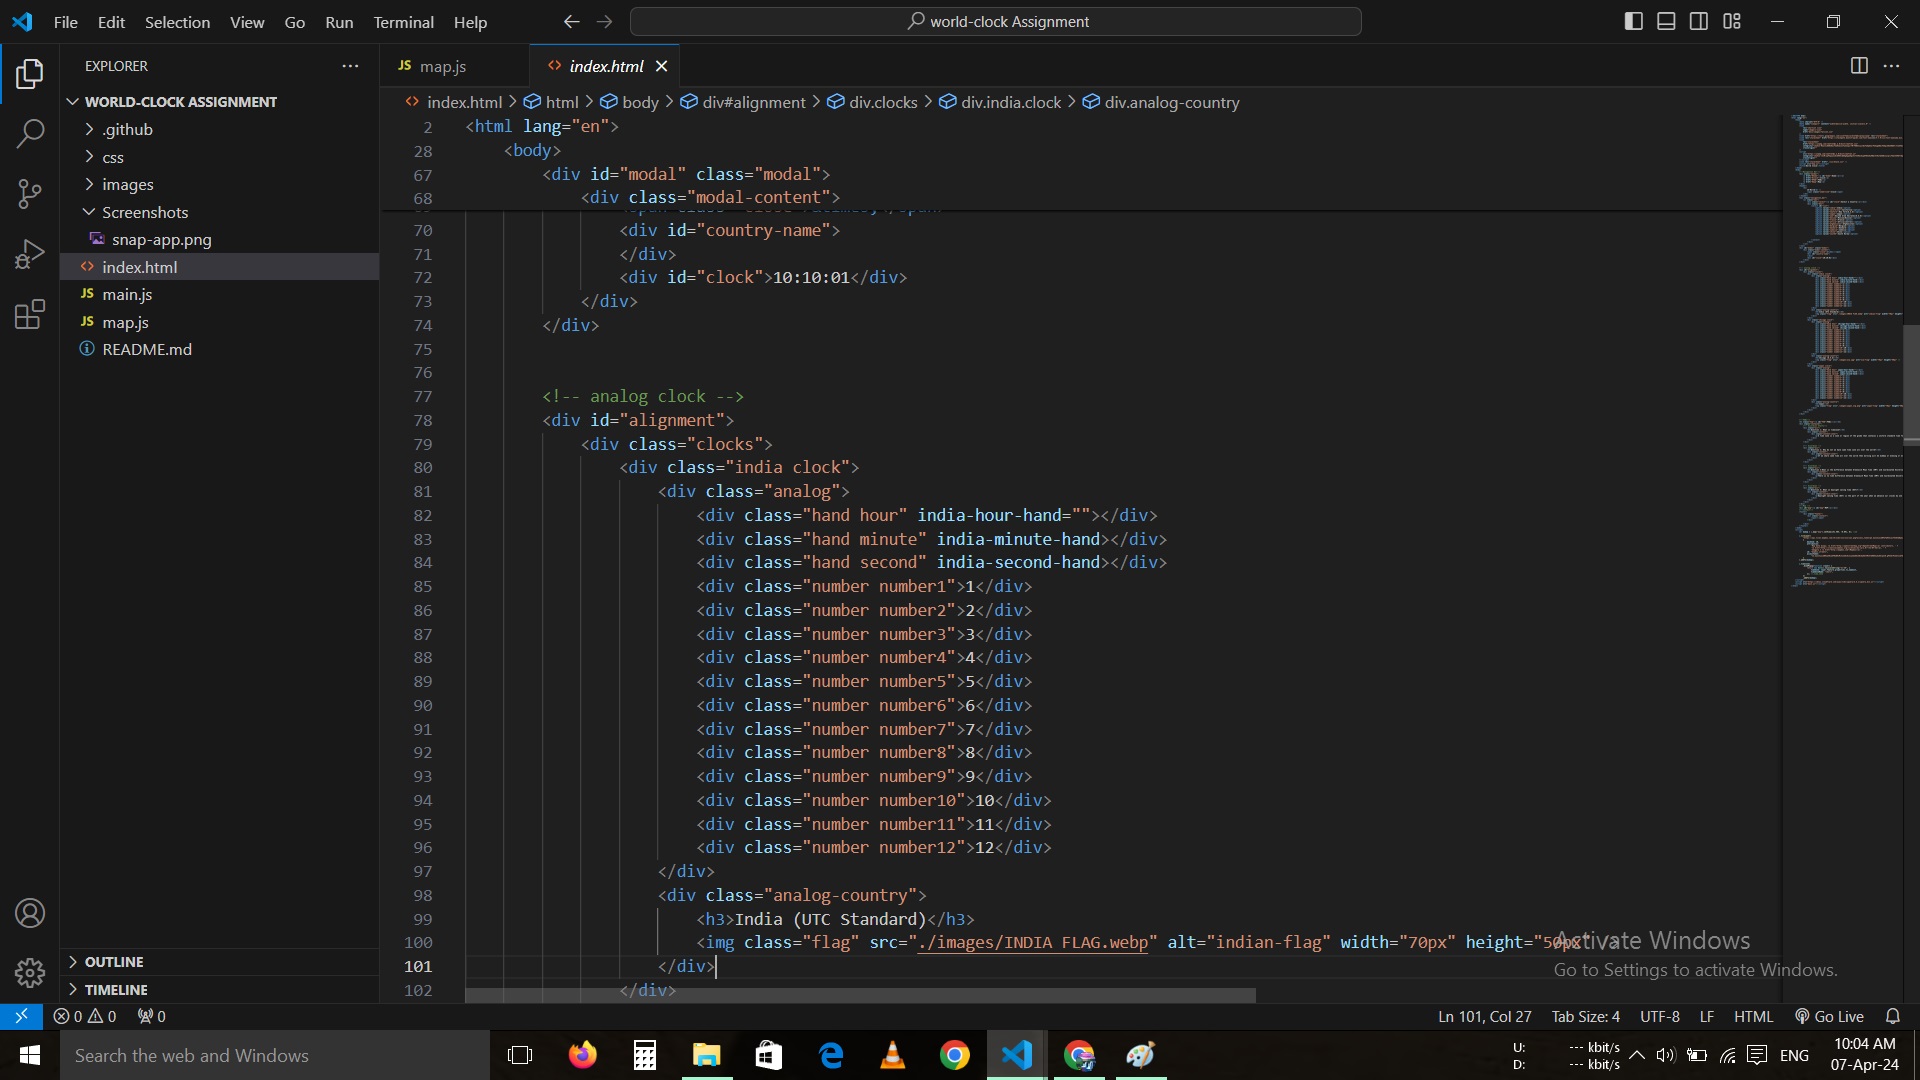 File Edit Selection View Go Run Terminal Help
world-clock Assignment
EXPLORER
WORLD-CLOCK ASSIGNMENT
.github
css
images
Screenshots
snap-app.png
index.html
JS main.js
JS map.js
README.md
OUTLINE
TIMELINE
JS map.js
index.html
index.html > html > body > div#alignment > div.clocks > div.india.clock > div.analog-country
2 <html lang="en">
28 <body>
67 <div id="modal" class="modal">
68 <div class="modal-content">
70 <div id="country-name">
71 </div>
72 <div id="clock">10:10:01</div>
73 </div>
74 </div>
75
76
77 <!-- analog clock -->
78 <div id="alignment">
79 <div class="clocks">
80 <div class="india clock">
81 <div class="analog">
82 <div class="hand hour" india-hour-hand=""></div>
83 <div class="hand minute" india-minute-hand></div>
84 <div class="hand second" india-second-hand></div>
85 <div class="number number1">1</div>
86 <div class="number number2">2</div>
87 <div class="number number3">3</div>
88 <div class="number number4">4</div>
89 <div class="number number5">5</div>
90 <div class="number number6">6</div>
91 <div class="number number7">7</div>
92 <div class="number number8">8</div>
93 <div class="number number9">9</div>
94 <div class="number number10">10</div>
95 <div class="number number11">11</div>
96 <div class="number number12">12</div>
97 </div>
98 <div class="analog-country">
99 <h3>India (UTC Standard)</h3>
100 <img class="flag" src="./images/INDIA FLAG.webp" alt="indian-flag" width="70px" height="50px" />
101 </div>
102 </div>
Activate Windows
Go to Settings to activate Windows.
0 0 0
Ln 101, Col 27 Tab Size: 4 UTF-8 LF HTML Go Live
Search the web and Windows
U: --- kbit/s
D: --- kbit/s
ENG
10:04 AM
07-Apr-24